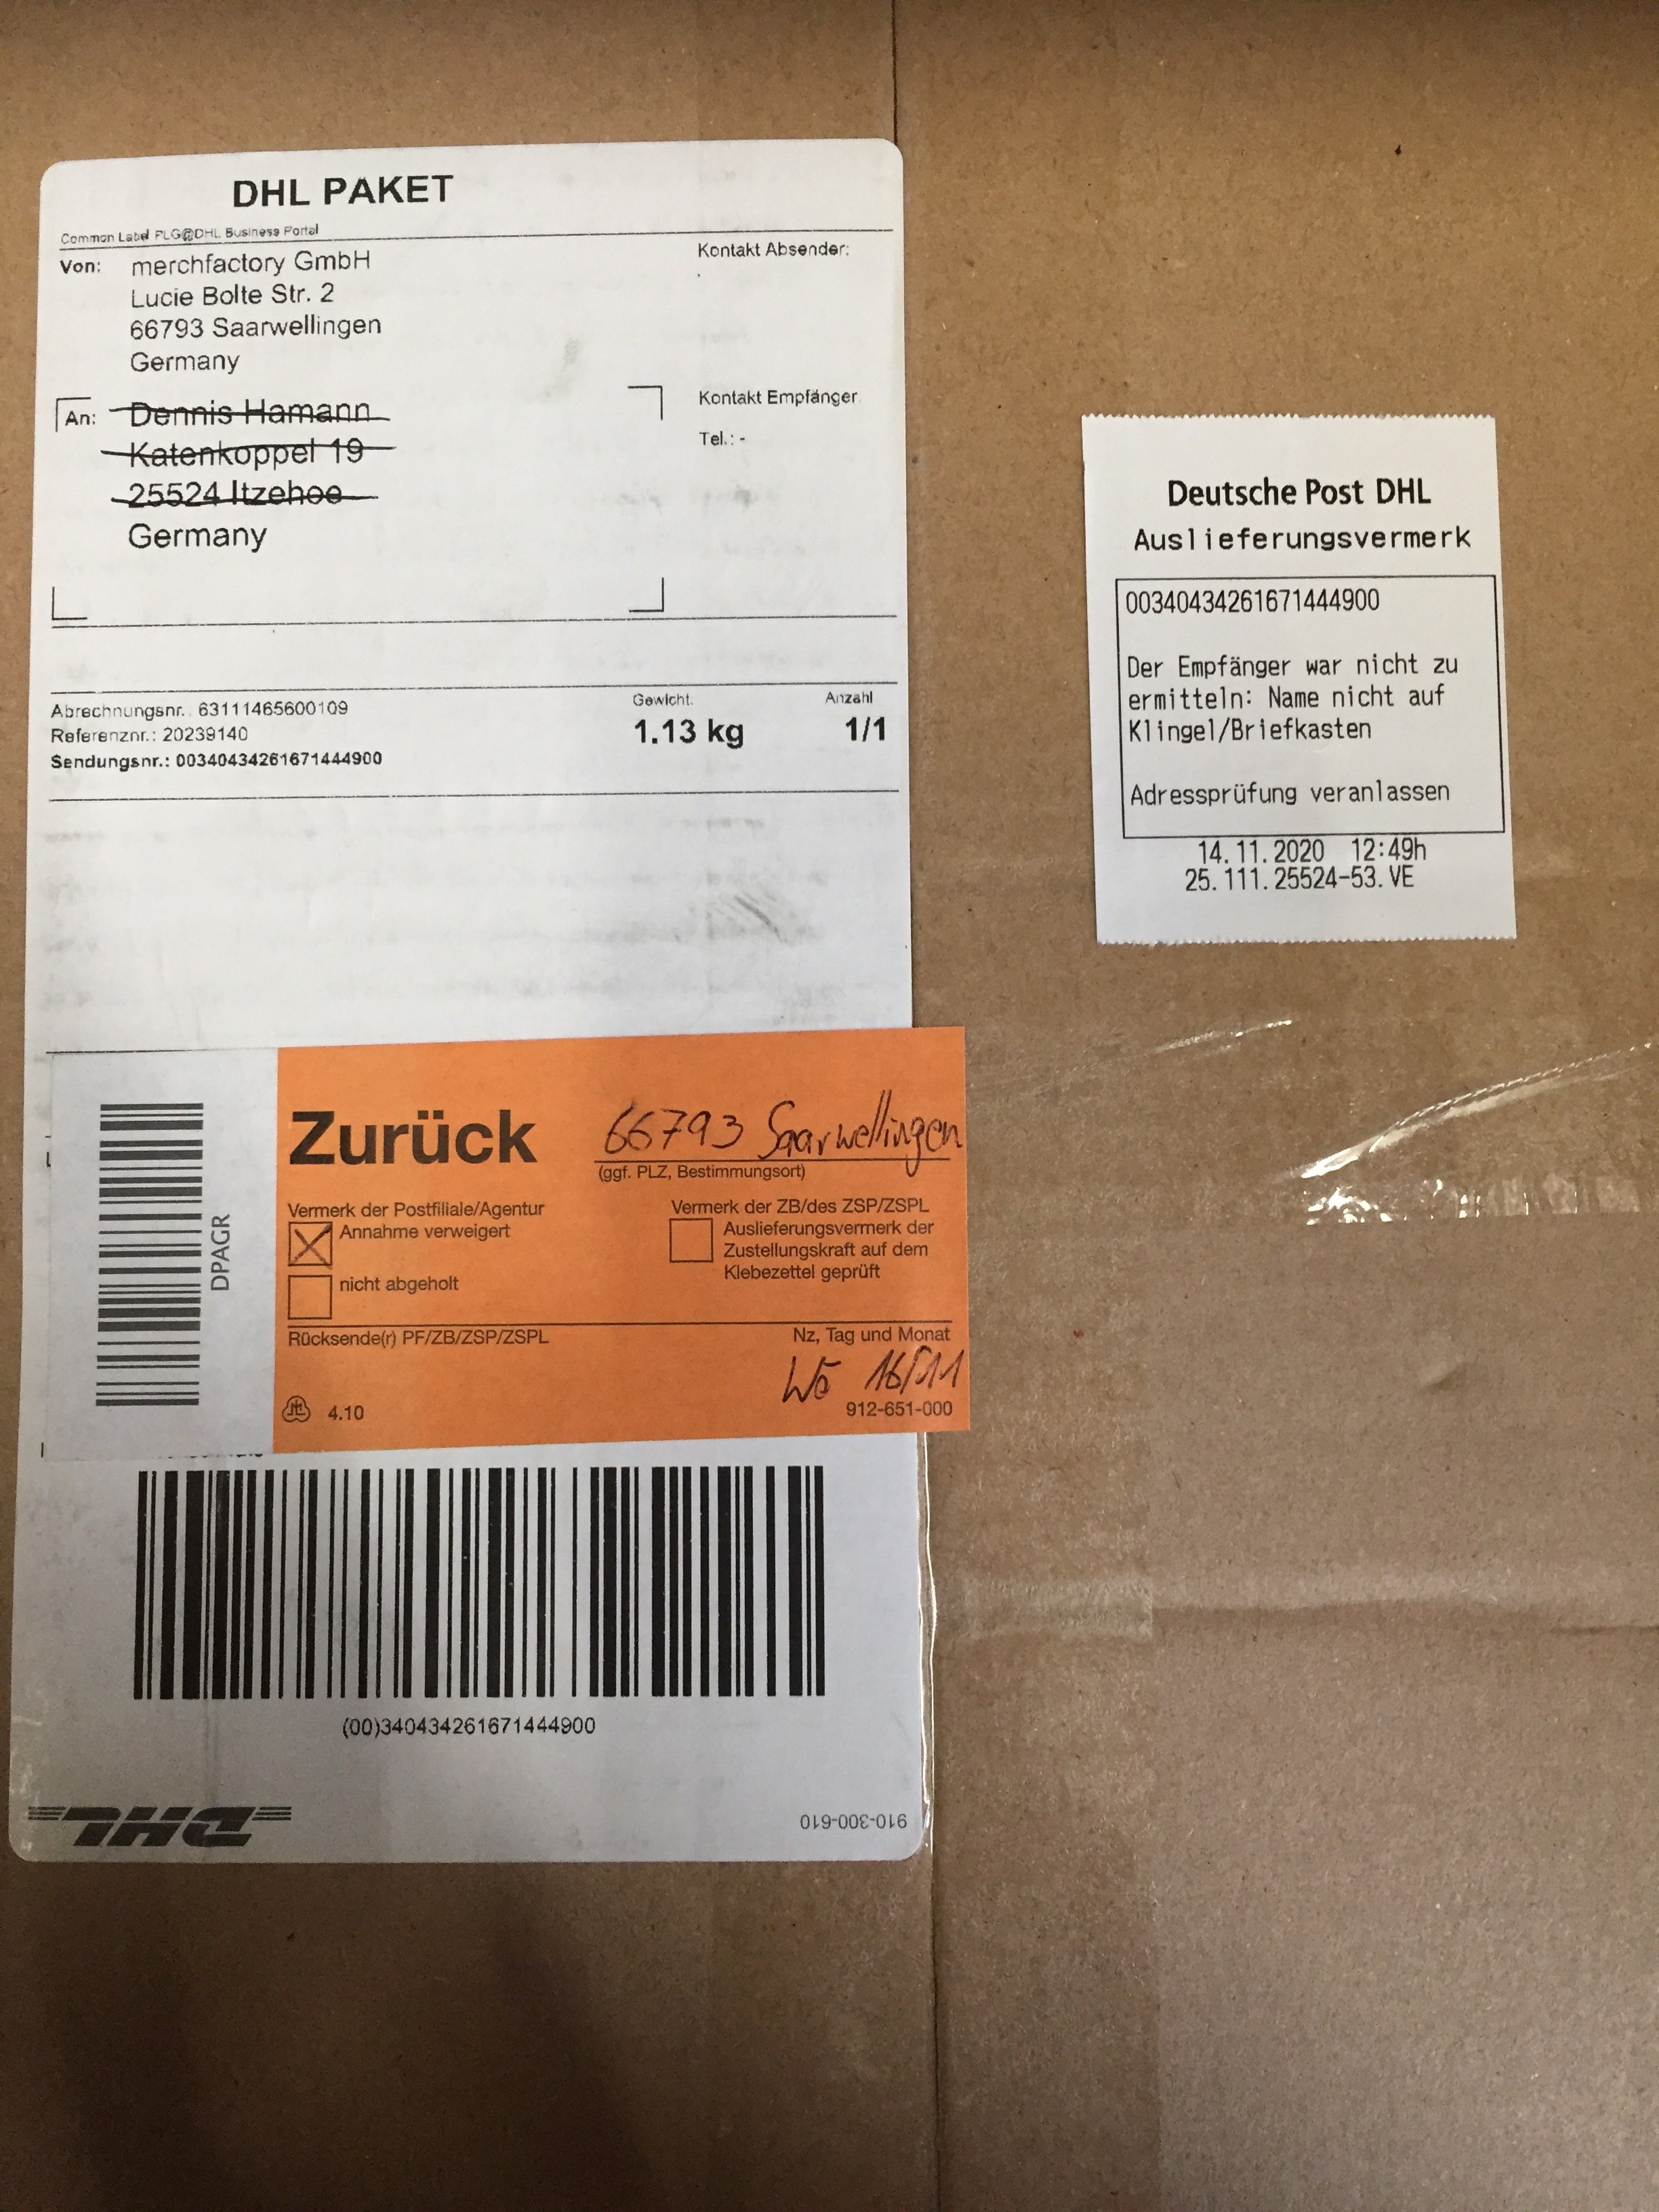 DHL PAKET
Common Label PLG@DHL Business Portal
Von: merchfactory GmbH
Lucie Bolte Str. 2
66793 Saarwellingen
Germany
Kontakt Absender:
An: Dennis Hamann
Katenkoppel 19
25524 Itzehoe
Germany
Kontakt Empfänger
Tel.: -
Abrechnungsnr. 63111465600109
Referenznr.: 20239140
Sendungsnr.: 00340434261671444900
Gewicht:
1.13 kg
Anzahl
1/1
DPAGR
Zurück
66793 Saarwellingen
(ggf. PLZ, Bestimmungsort)
Vermerk der Postfiliale/Agentur
Annahme verweigert
nicht abgeholt
Vermerk der ZB/des ZSP/ZSPL
Auslieferungsvermerk der
Zustellungskraft auf dem
Klebezettel geprüft
Rücksende(r) PF/ZB/ZSP/ZSPL
Nz, Tag und Monat
16/11
4.10
912-651-000
(00)340434261671444900
DHL
910-300-610
Deutsche Post DHL
Auslieferungsvermerk
00340434261671444900
Der Empfänger war nicht zu
ermitteln: Name nicht auf
Klingel/Briefkasten
Adressprüfung veranlassen
14.11.2020 12:49h
25.111.25524-53.VE